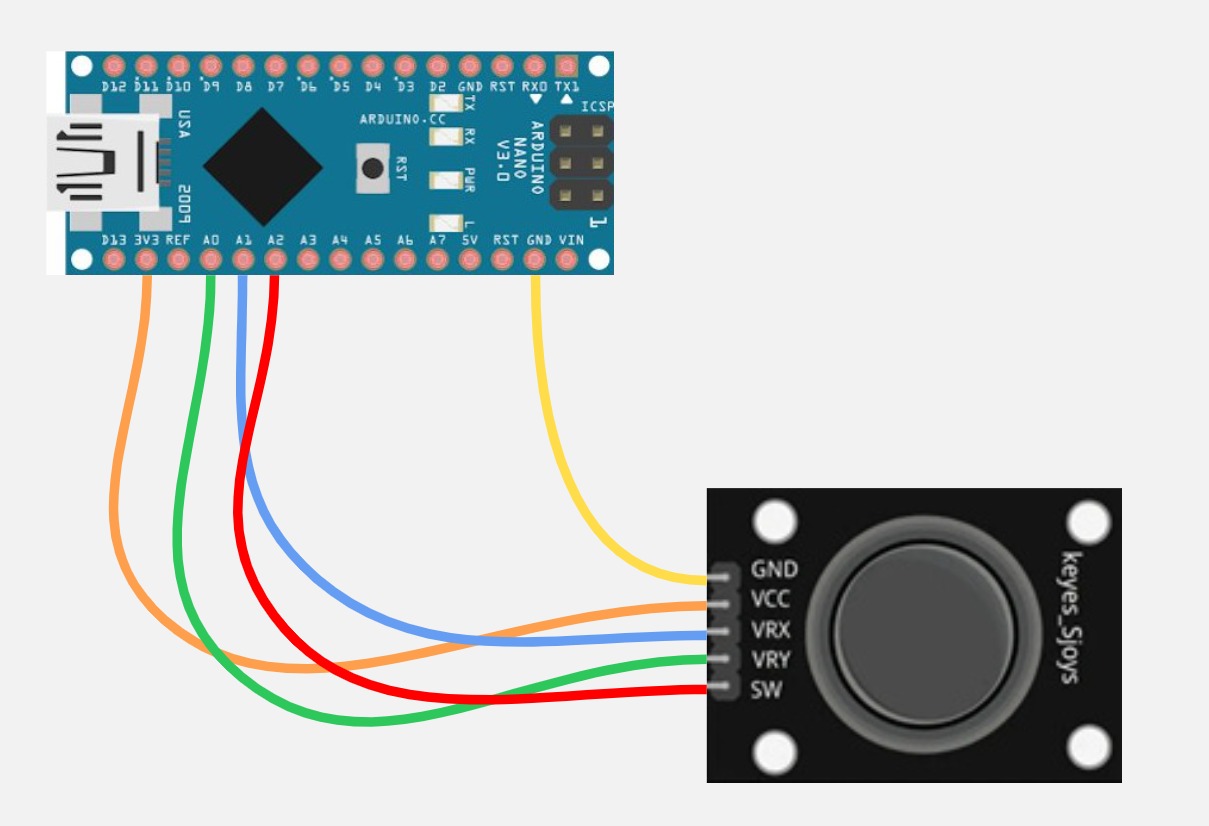 D12 D11 D10 D9 D8 D7 D6 D5 D4 D3 D2 GND RST RX0 TX1
ICSP
TX
ARDUINO.CC
USA
RX
ARDUINO
NANO
V3.0
RST
PWR
2009
L
1
D13 3V3 REF A0 A1 A2 A3 A4 A5 A6 A7 5V RST GND VIN
GND
VCC
VRX
VRY
SW
keyes_Sjoys